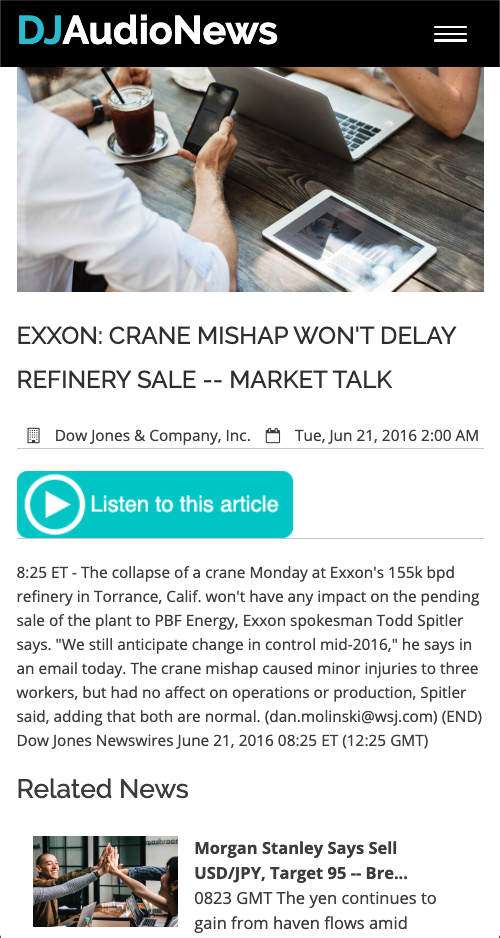 DJAudioNews
EXXON: CRANE MISHAP WON'T DELAY
REFINERY SALE -- MARKET TALK
Dow Jones & Company, Inc. Tue, Jun 21, 2016 2:00 AM
Listen to this article
8:25 ET - The collapse of a crane Monday at Exxon's 155k bpd
refinery in Torrance, Calif. won't have any impact on the pending
sale of the plant to PBF Energy, Exxon spokesman Todd Spitler
says. "We still anticipate change in control mid-2016," he says in
an email today. The crane mishap caused minor injuries to three
workers, but had no affect on operations or production, Spitler
said, adding that both are normal. (dan.molinski@wsj.com) (END)
Dow Jones Newswires June 21, 2016 08:25 ET (12:25 GMT)
Related News
Morgan Stanley Says Sell
USD/JPY, Target 95 -- Bre...
0823 GMT The yen continues to
gain from haven flows amid